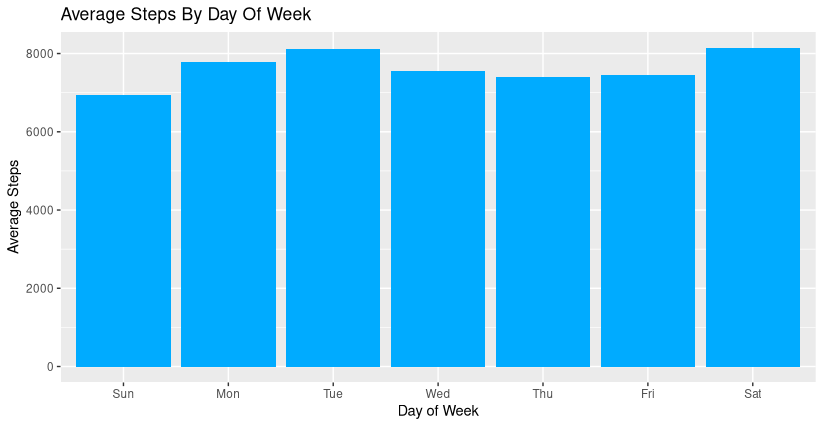 Average Steps By Day Of Week
Average Steps
8000
6000
4000
2000
0
Sun Mon Tue Wed Thu Fri Sat
Day of Week